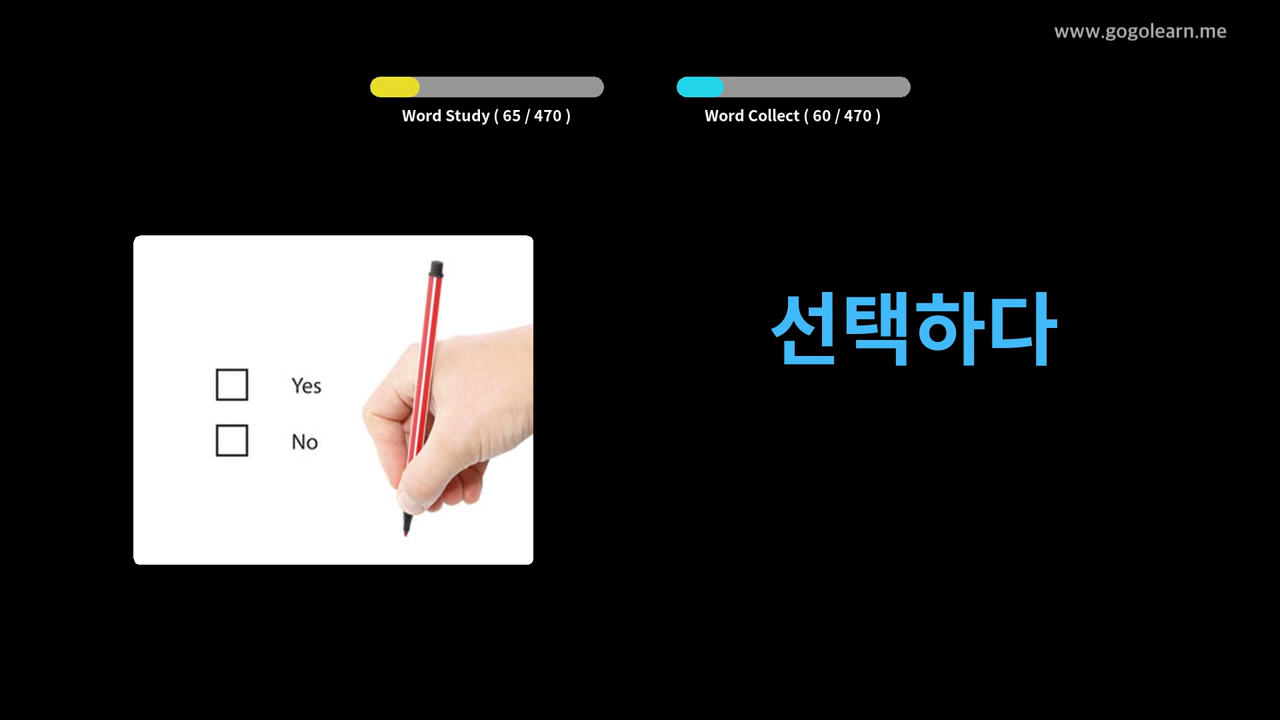 www.gogolearn.me
Word Study ( 65 / 470 )
Word Collect ( 60 / 470 )
Yes
No
선택하다